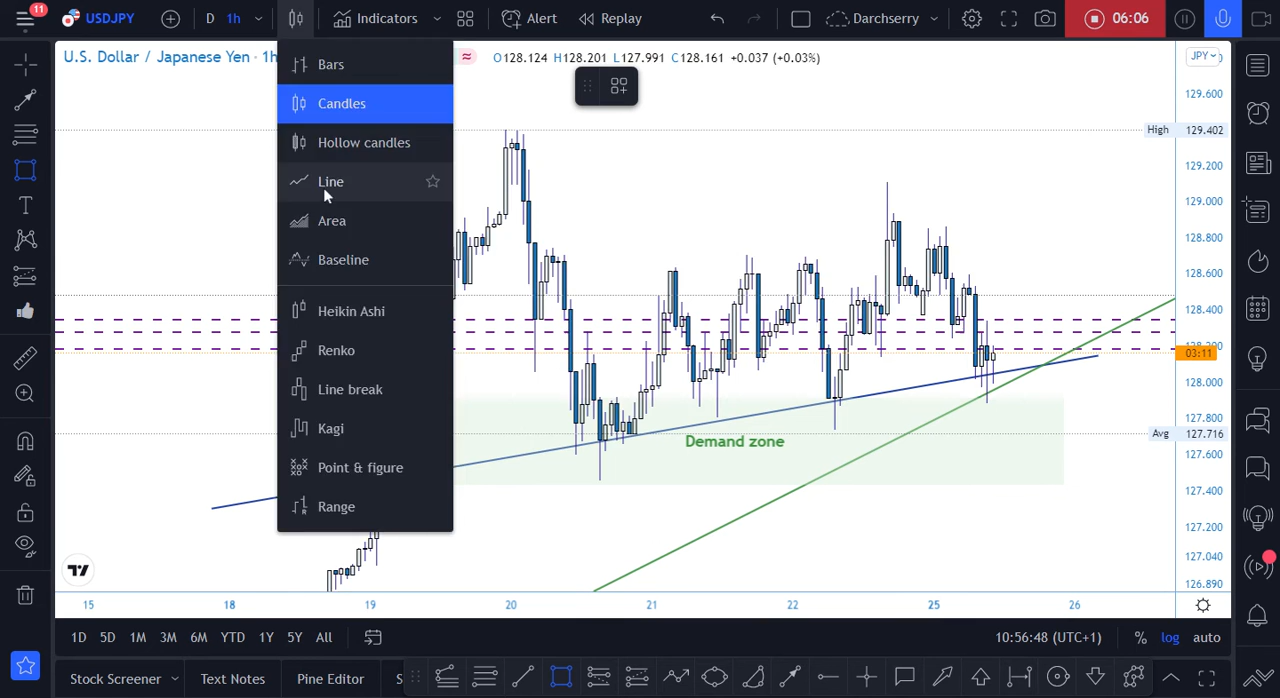 11
USDJPY
D
1h
Indicators
Alert
Replay
Darchserry
06:06
U.S. Dollar / Japanese Yen · 1h
O128.124 H128.201 L127.991 C128.161 +0.037 (+0.03%)
JPY
Bars
Candles
Hollow candles
Line
Area
Baseline
Heikin Ashi
Renko
Line break
Kagi
Point & figure
Range
Demand zone
129.600
High 129.402
129.200
129.000
128.800
128.600
128.400
03:11
128.000
127.800
Avg 127.716
127.600
127.400
127.200
127.040
126.890
15 18 19 20 21 22 25 26
1D 5D 1M 3M 6M YTD 1Y 5Y All
10:56:48 (UTC+1)
% log auto
Stock Screener
Text Notes
Pine Editor
S